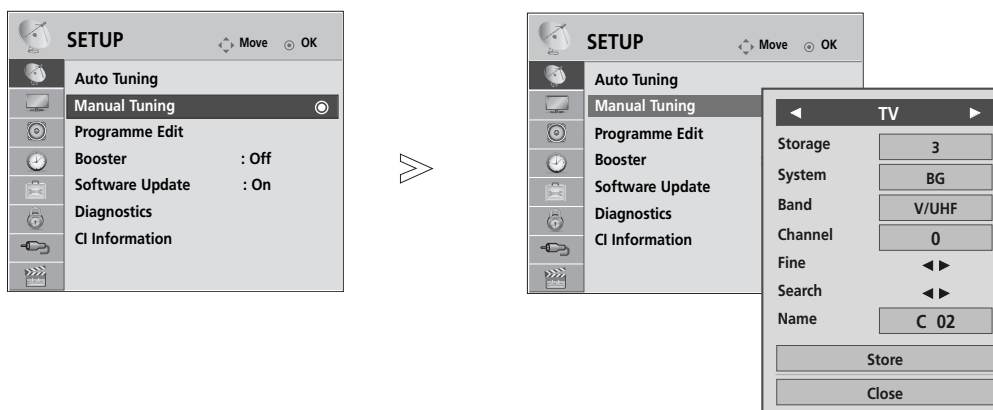 SETUP Move OK
Auto Tuning
Manual Tuning
Programme Edit
Booster : Off
Software Update : On
Diagnostics
CI Information
SETUP Move OK
Auto Tuning
Manual Tuning
Programme Edit
Booster
Software Update
Diagnostics
CI Information
◄ TV ►
Storage 3
System BG
Band V/UHF
Channel 0
Fine ◄►
Search ◄►
Name C 02
Store
Close